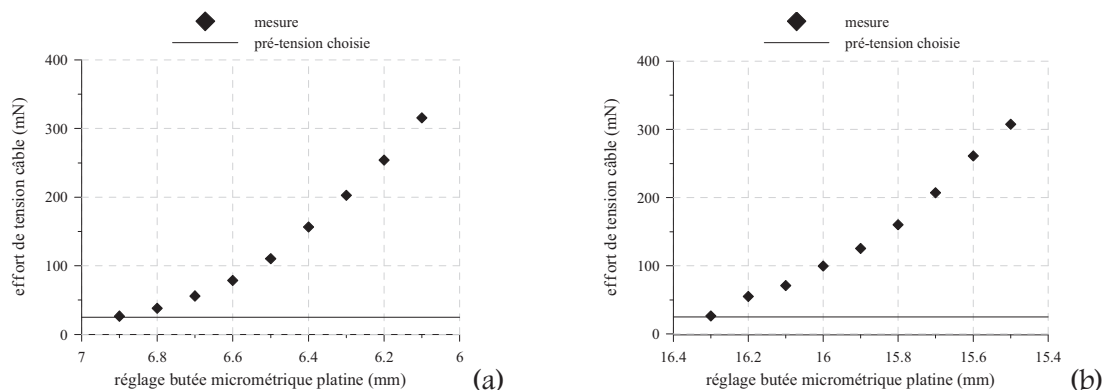 mesure
pré-tension choisie
400
300
200
100
0
effort de tension câble (mN)
7
6.8
6.6
6.4
6.2
6
réglage butée micrométrique platine (mm)
(a)
mesure
pré-tension choisie
400
300
200
100
0
effort de tension câble (mN)
16.4
16.2
16
15.8
15.6
15.4
réglage butée micrométrique platine (mm)
(b)